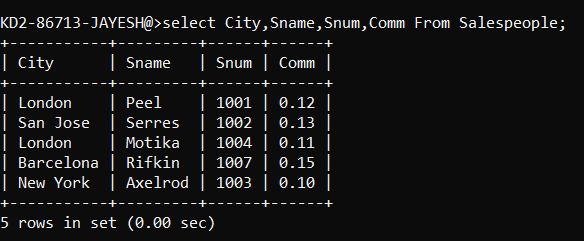 KD2-86713-JAYESH@>select City,Sname,Snum,Comm From Salespeople;
+-----------+---------+------+------+
| City      | Sname   | Snum | Comm |
+-----------+---------+------+------+
| London    | Peel    | 1001 | 0.12 |
| San Jose  | Serres  | 1002 | 0.13 |
| London    | Motika  | 1004 | 0.11 |
| Barcelona | Rifkin  | 1007 | 0.15 |
| New York  | Axelrod | 1003 | 0.10 |
+-----------+---------+------+------+
5 rows in set (0.00 sec)